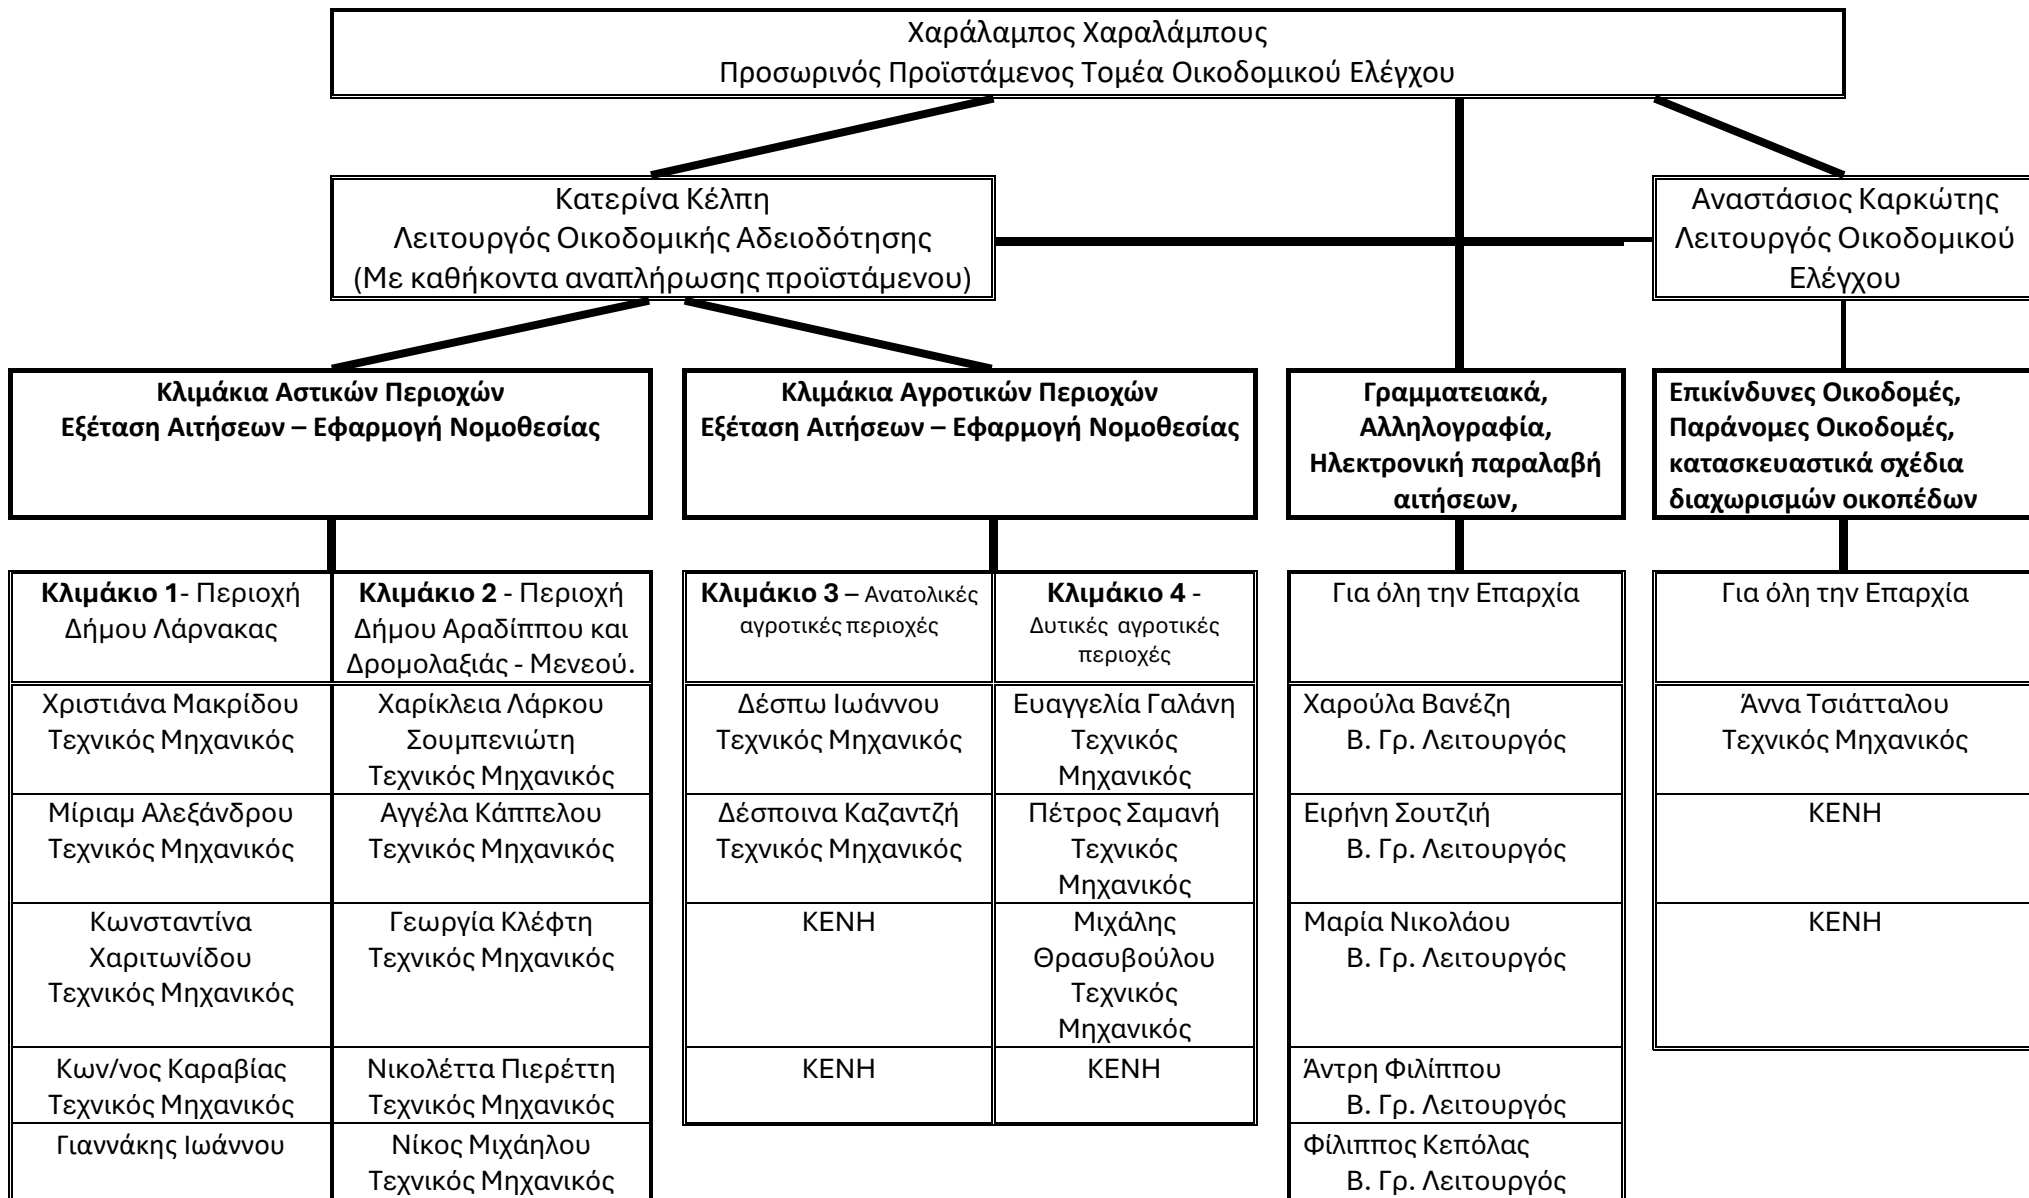 Χαράλαμπος Χαραλάμπους
Προσωρινός Προϊστάμενος Τομέα Οικοδομικού Ελέγχου
Κατερίνα Κέλπη
Λειτουργός Οικοδομικής Αδειοδότησης
(Με καθήκοντα αναπλήρωσης προϊστάμενου)
Αναστάσιος Καρκώτης
Λειτουργός Οικοδομικού
Ελέγχου
Κλιμάκια Αστικών Περιοχών
Εξέταση Αιτήσεων – Εφαρμογή Νομοθεσίας
Κλιμάκια Αγροτικών Περιοχών
Εξέταση Αιτήσεων – Εφαρμογή Νομοθεσίας
Γραμματειακά,
Αλληλογραφία,
Ηλεκτρονική παραλαβή
αιτήσεων,
Επικίνδυνες Οικοδομές,
Παράνομες Οικοδομές,
κατασκευαστικά σχέδια
διαχωρισμών οικοπέδων
Κλιμάκιο 1- Περιοχή
Δήμου Λάρνακας
Χριστιάνα Μακρίδου
Τεχνικός Μηχανικός
Μίριαμ Αλεξάνδρου
Τεχνικός Μηχανικός
Κωνσταντίνα
Χαριτωνίδου
Τεχνικός Μηχανικός
Κων/νος Καραβίας
Τεχνικός Μηχανικός
Γιαννάκης Ιωάννου
Κλιμάκιο 2 - Περιοχή
Δήμου Αραδίππου και
Δρομολαξιάς - Μενεού.
Χαρίκλεια Λάρκου
Σουμπενιώτη
Τεχνικός Μηχανικός
Αγγέλα Κάππελου
Τεχνικός Μηχανικός
Γεωργία Κλέφτη
Τεχνικός Μηχανικός
Νικολέττα Πιερέττη
Τεχνικός Μηχανικός
Νίκος Μιχάηλου
Τεχνικός Μηχανικός
Κλιμάκιο 3 – Ανατολικές
αγροτικές περιοχές
Δέσπω Ιωάννου
Τεχνικός Μηχανικός
Δέσποινα Καζαντζή
Τεχνικός Μηχανικός
ΚΕΝΗ
ΚΕΝΗ
Κλιμάκιο 4 -
Δυτικές αγροτικές
περιοχές
Ευαγγελία Γαλάνη
Τεχνικός
Μηχανικός
Πέτρος Σαμανή
Τεχνικός
Μηχανικός
Μιχάλης
Θρασυβούλου
Τεχνικός
Μηχανικός
ΚΕΝΗ
Για όλη την Επαρχία
Χαρούλα Βανέζη
Β. Γρ. Λειτουργός
Ειρήνη Σουτζιή
Β. Γρ. Λειτουργός
Μαρία Νικολάου
Β. Γρ. Λειτουργός
Άντρη Φιλίππου
Β. Γρ. Λειτουργός
Φίλιππος Κεπόλας
Β. Γρ. Λειτουργός
Για όλη την Επαρχία
Άννα Τσιάτταλου
Τεχνικός Μηχανικός
ΚΕΝΗ
ΚΕΝΗ